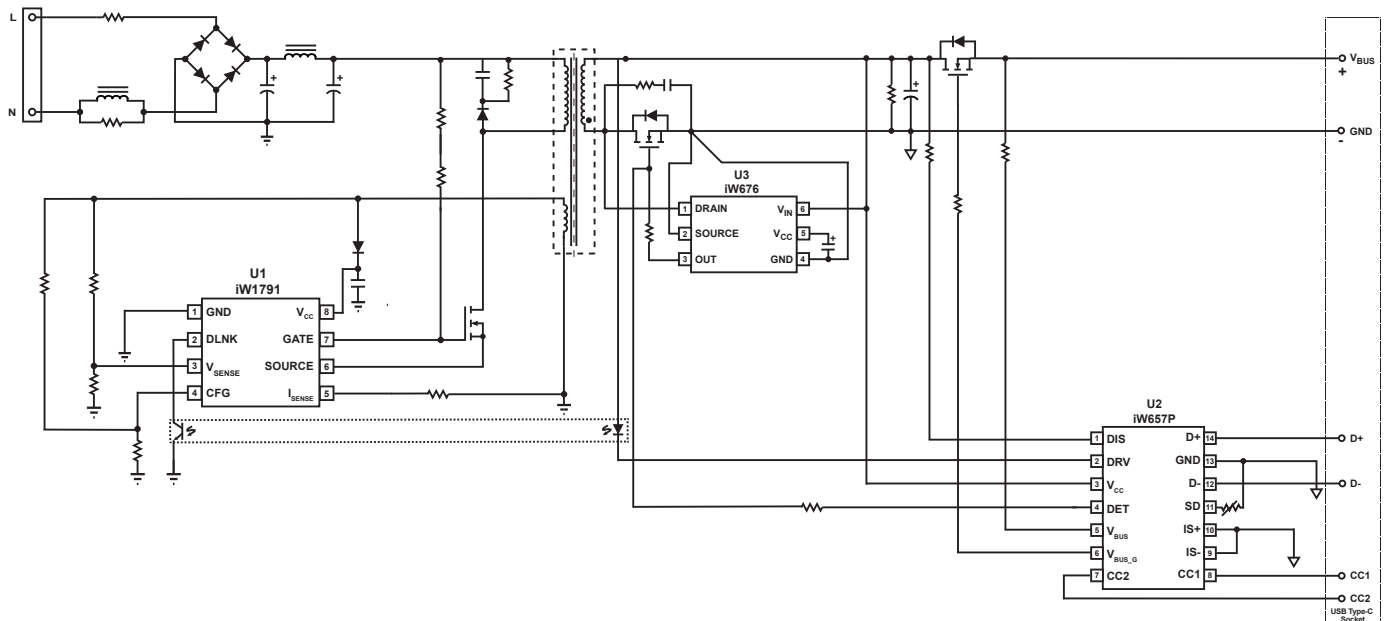 L
N
+
+
VBUS
+
+
GND
-
U3
iW676
1 DRAIN VIN 6
2 SOURCE VCC 5
+
3 OUT GND 4
U1
iW1791
1 GND VCC 8
2 DLNK GATE 7
3 VSENSE SOURCE 6
4 CFG ISENSE 5
U2
iW657P
1 DIS D+ 14
D+
2 DRV GND 13
3 VCC D- 12
D-
4 DET SD 11
5 VBUS IS+ 10
6 VBUS_G IS- 9
7 CC2 CC1 8
CC1
CC2
USB Type-C
Socket